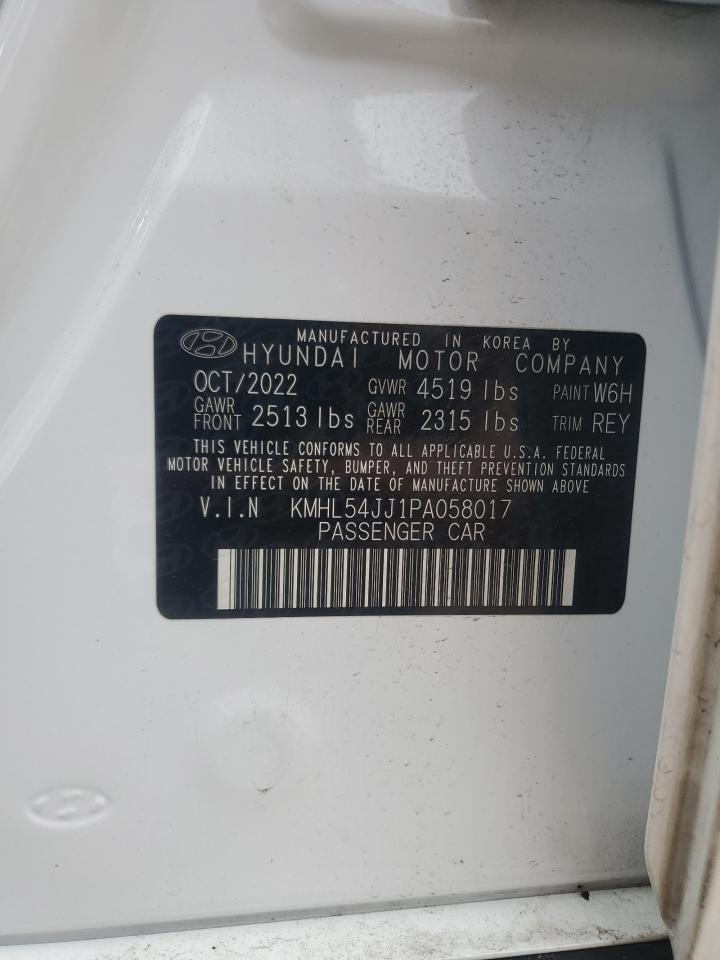 MANUFACTURED IN KOREA BY
HYUNDAI MOTOR COMPANY
OCT/2022 GVWR 4519 lbs PAINT W6H
GAWR FRONT 2513 lbs GAWR REAR 2315 lbs TRIM REY
THIS VEHICLE CONFORMS TO ALL APPLICABLE U.S.A. FEDERAL
MOTOR VEHICLE SAFETY, BUMPER, AND THEFT PREVENTION STANDARDS
IN EFFECT ON THE DATE OF MANUFACTURE SHOWN ABOVE
V.I.N KMHL54JJ1PA058017
PASSENGER CAR